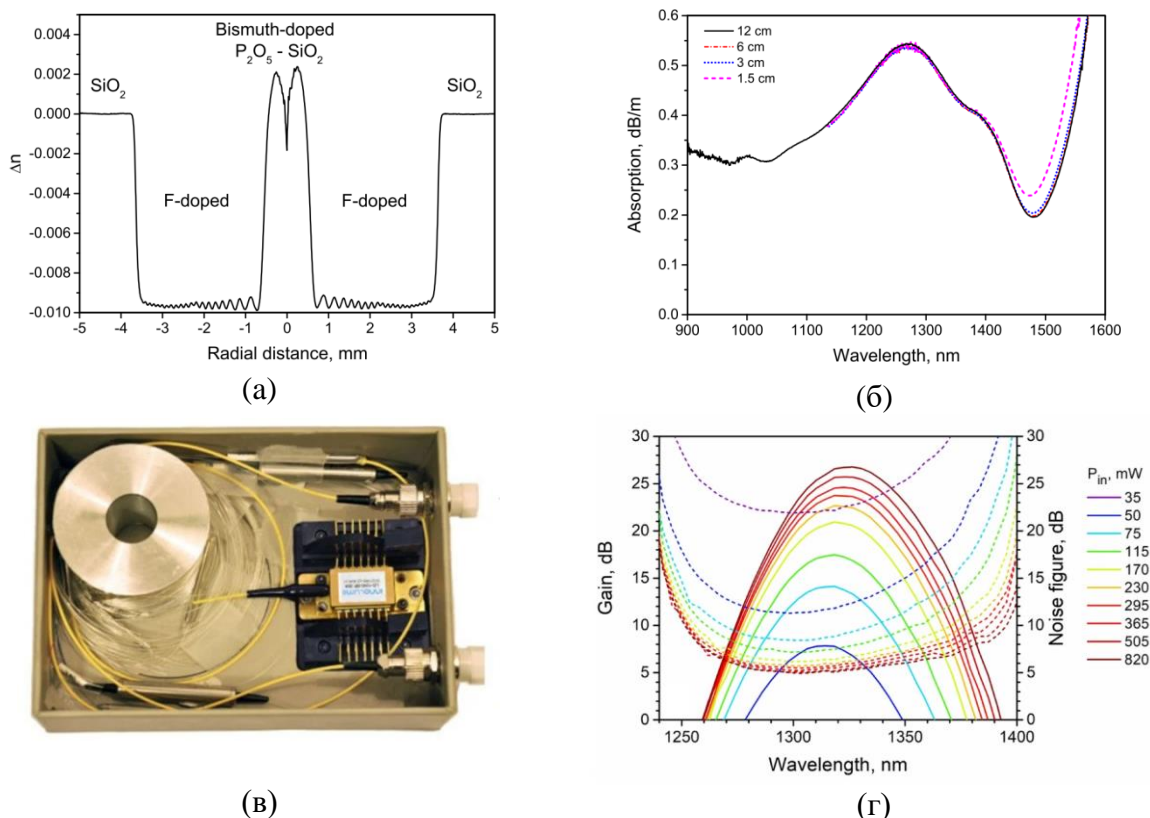 0.004
0.002
0.000
-0.002
-0.004
-0.006
-0.008
-0.010
Δn
Bismuth-doped
P₂O₅ - SiO₂
SiO₂
SiO₂
F-doped
F-doped
-5 -4 -3 -2 -1 0 1 2 3 4 5
Radial distance, mm
(а)
0.6
0.5
0.4
0.3
0.2
0.1
0.0
Absorption, dB/m
12 cm
6 cm
3 cm
1.5 cm
900 1000 1100 1200 1300 1400 1500 1600
Wavelength, nm
(б)
(в)
30
25
20
15
10
5
0
Gain, dB
30
25
20
15
10
5
0
Noise figure, dB
1250 1300 1350 1400
Wavelength, nm
P_in, mW
35
50
75
115
170
230
295
365
505
820
(г)